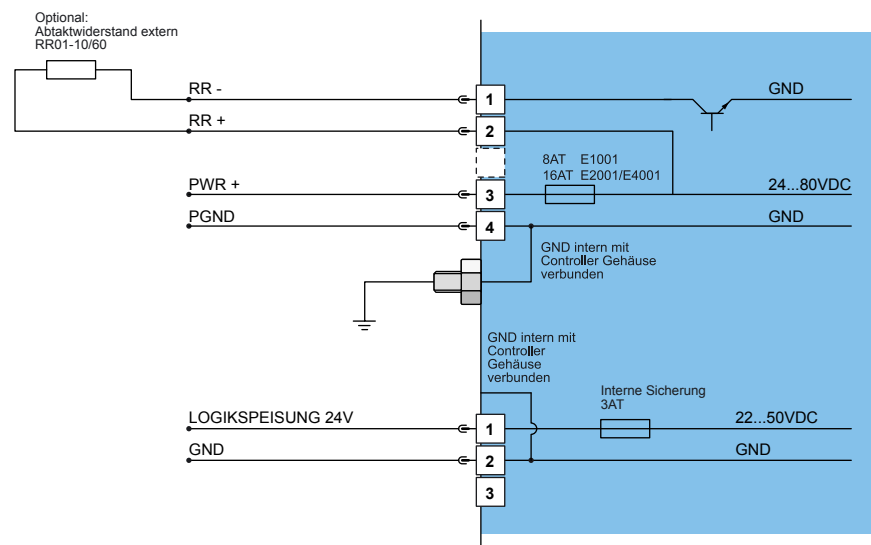 Optional:
Abtaktwiderstand extern
RR01-10/60
RR -
1
GND
RR +
2
8AT E1001
16AT E2001/E4001
PWR +
3
24...80VDC
PGND
4
GND
GND intern mit
Controller Gehäuse
verbunden
GND intern mit
Controller
Gehäuse
verbunden
Interne Sicherung
3AT
LOGIKSPEISUNG 24V
1
22...50VDC
GND
2
GND
3